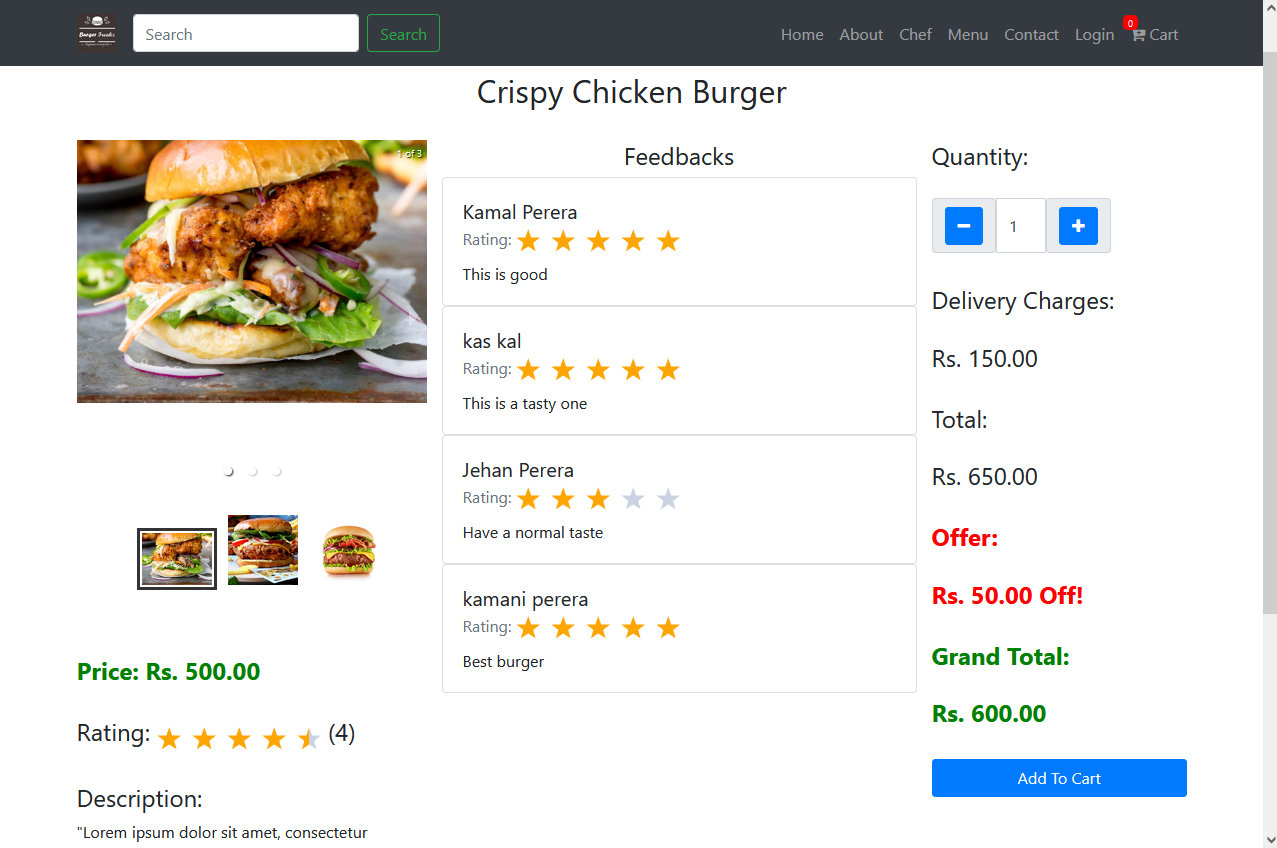 Burger Freakz
Search
Search
Home
About
Chef
Menu
Contact
Login
0
Cart
Crispy Chicken Burger
1 of 3
Price: Rs. 500.00
Rating: (4)
Description:
"Lorem ipsum dolor sit amet, consectetur
Feedbacks
Kamal Perera
Rating:
This is good
kas kal
Rating:
This is a tasty one
Jehan Perera
Rating:
Have a normal taste
kamani perera
Rating:
Best burger
Quantity:
1
Delivery Charges:
Rs. 150.00
Total:
Rs. 650.00
Offer:
Rs. 50.00 Off!
Grand Total:
Rs. 600.00
Add To Cart